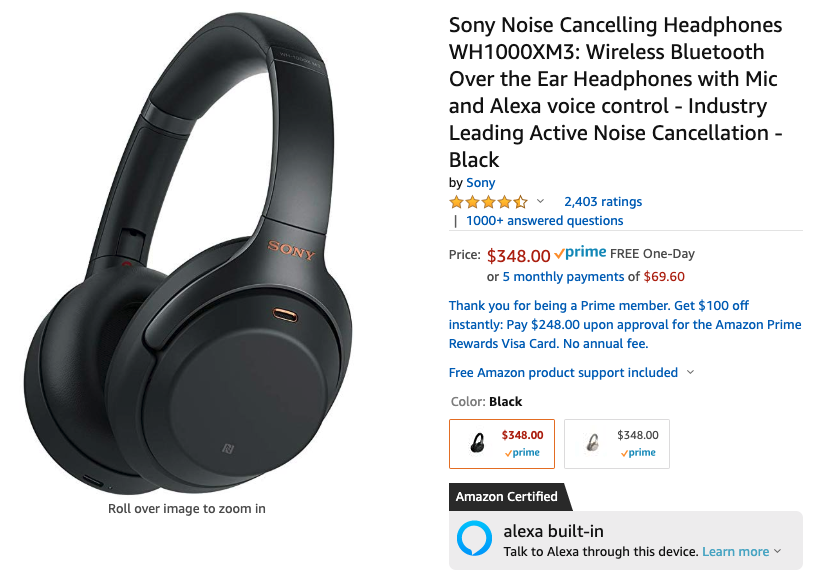 Sony Noise Cancelling Headphones
WH1000XM3: Wireless Bluetooth
Over the Ear Headphones with Mic
and Alexa voice control - Industry
Leading Active Noise Cancellation -
Black
by Sony
2,403 ratings
| 1000+ answered questions
Price: $348.00 prime FREE One-Day
or 5 monthly payments of $69.60
Thank you for being a Prime member. Get $100 off
instantly: Pay $248.00 upon approval for the Amazon Prime
Rewards Visa Card. No annual fee.
Free Amazon product support included
Color: Black
$348.00
prime
$348.00
prime
Amazon Certified
alexa built-in
Talk to Alexa through this device. Learn more
SONY
Roll over image to zoom in